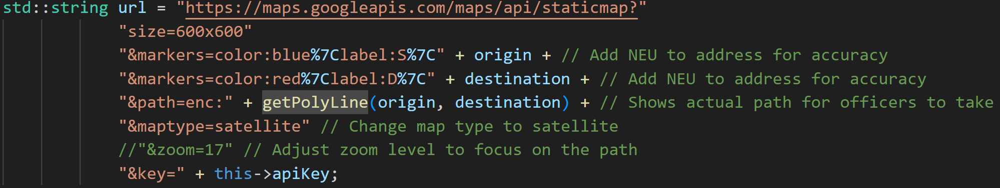 std::string url = "https://maps.googleapis.com/maps/api/staticmap?"
"size=600x600"
"&markers=color:blue%7Clabel:S%7C" + origin + // Add NEU to address for accuracy
"&markers=color:red%7Clabel:D%7C" + destination + // Add NEU to address for accuracy
"&path=enc:" + getPolyLine(origin, destination) + // Shows actual path for officers to take
"&maptype=satellite" // Change map type to satellite
//"&zoom=17" // Adjust zoom level to focus on the path
"&key=" + this->apiKey;